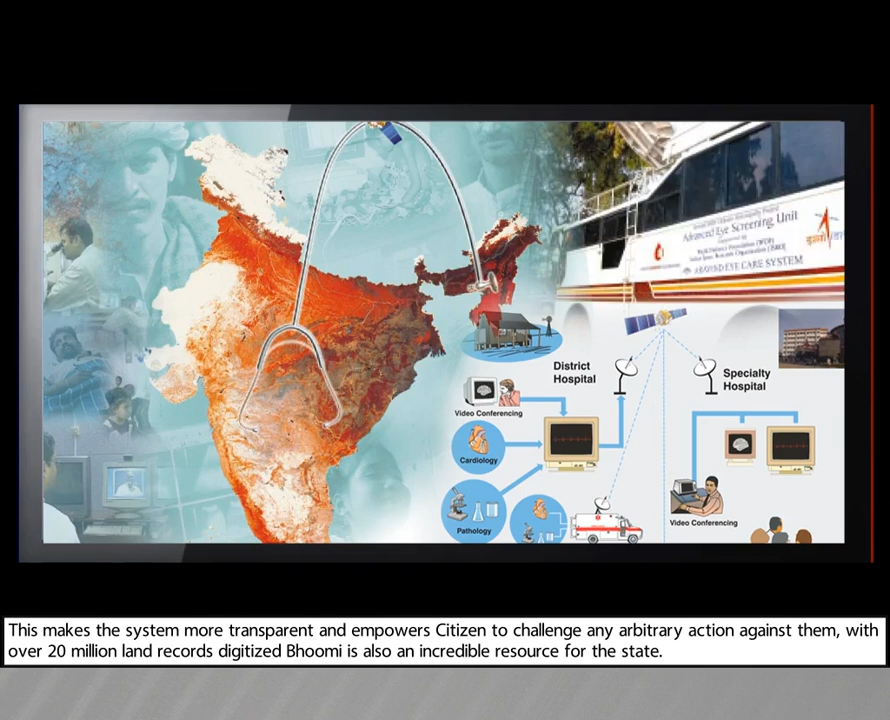 Advanced Eye Screening Unit
ARAVIND EYE CARE SYSTEM
District
Hospital
Specialty
Hospital
Video Conferencing
Cardiology
Pathology
Video Conferencing
This makes the system more transparent and empowers Citizen to challenge any arbitrary action against them, with
over 20 million land records digitized Bhoomi is also an incredible resource for the state.